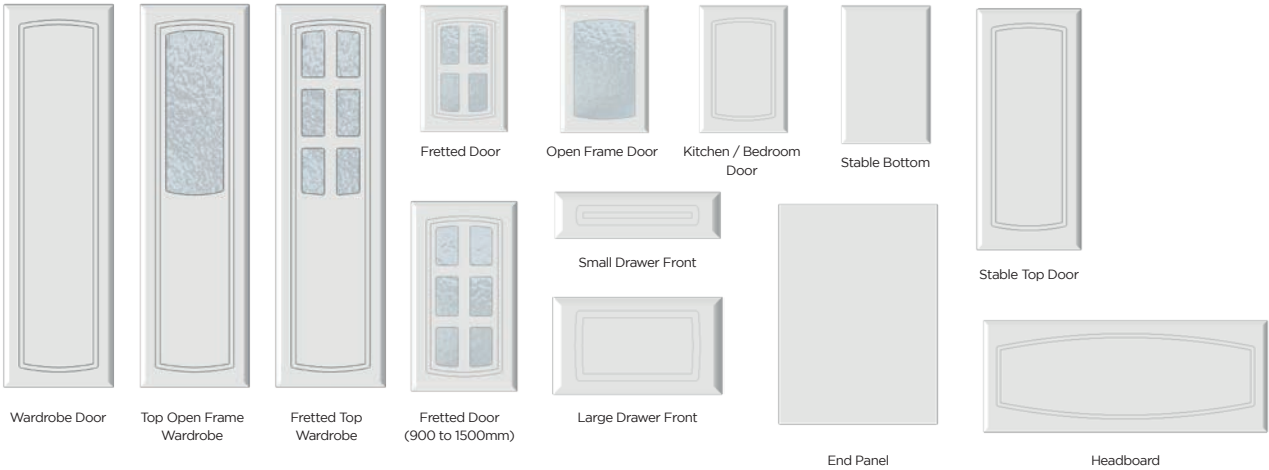 Fretted Door
Open Frame Door
Kitchen / Bedroom
Door
Stable Bottom
Small Drawer Front
Stable Top Door
Wardrobe Door
Top Open Frame
Wardrobe
Fretted Top
Wardrobe
Fretted Door
(900 to 1500mm)
Large Drawer Front
End Panel
Headboard